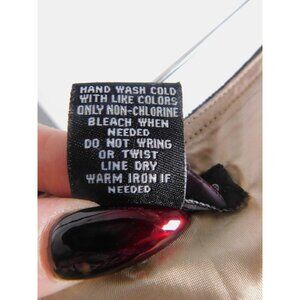 HAND WASH COLD
WITH LIKE COLORS
ONLY NON-CHLORINE
BLEACH WHEN
NEEDED
DO NOT WRING
OR TWIST
LINE DRY
WARM IRON IF
NEEDED